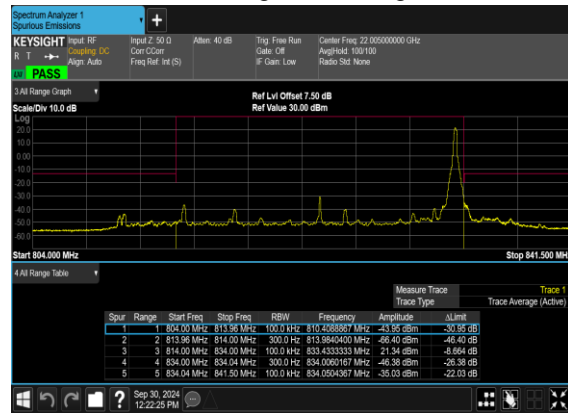 Spectrum Analyzer 1
Spurious Emissions
KEYSIGHT Input: RF Input Z: 50 Ω Atten: 40 dB Trig: Free Run Center Freq: 22.005000000 GHz
R T Coupling: DC Corr CCorr Gate: Off Avg|Hold: 100/100
Align: Auto Freq Ref: Int (S) IF Gain: Low Radio Std: None
LXI PASS
3 All Range Graph
Ref Lvl Offset 7.50 dB
Scale/Div 10.0 dB Ref Value 30.00 dBm
Log
20.0
10.0
0.00
-10.0
-20.0
-30.0
-40.0
-50.0
-60.0
Start 804.000 MHz Stop 841.500 MH
4 All Range Table
Measure Trace Trace 1
Trace Type Trace Average (Active)
Spur Range Start Freq Stop Freq RBW Frequency Amplitude ΔLimit
1 1 804.00 MHz 813.96 MHz 100.0 kHz 810.4088867 MHz -43.95 dBm -30.95 dB
2 2 813.96 MHz 814.00 MHz 300.0 Hz 813.9840400 MHz -66.40 dBm -46.40 dB
3 3 814.00 MHz 834.00 MHz 100.0 kHz 833.4333333 MHz 21.34 dBm -8.664 dB
4 4 834.00 MHz 834.04 MHz 300.0 Hz 834.0060167 MHz -46.38 dBm -26.38 dB
5 5 834.04 MHz 841.50 MHz 100.0 kHz 834.0504367 MHz -35.03 dBm -22.03 dB
Sep 30, 2024
12:22:25 PM